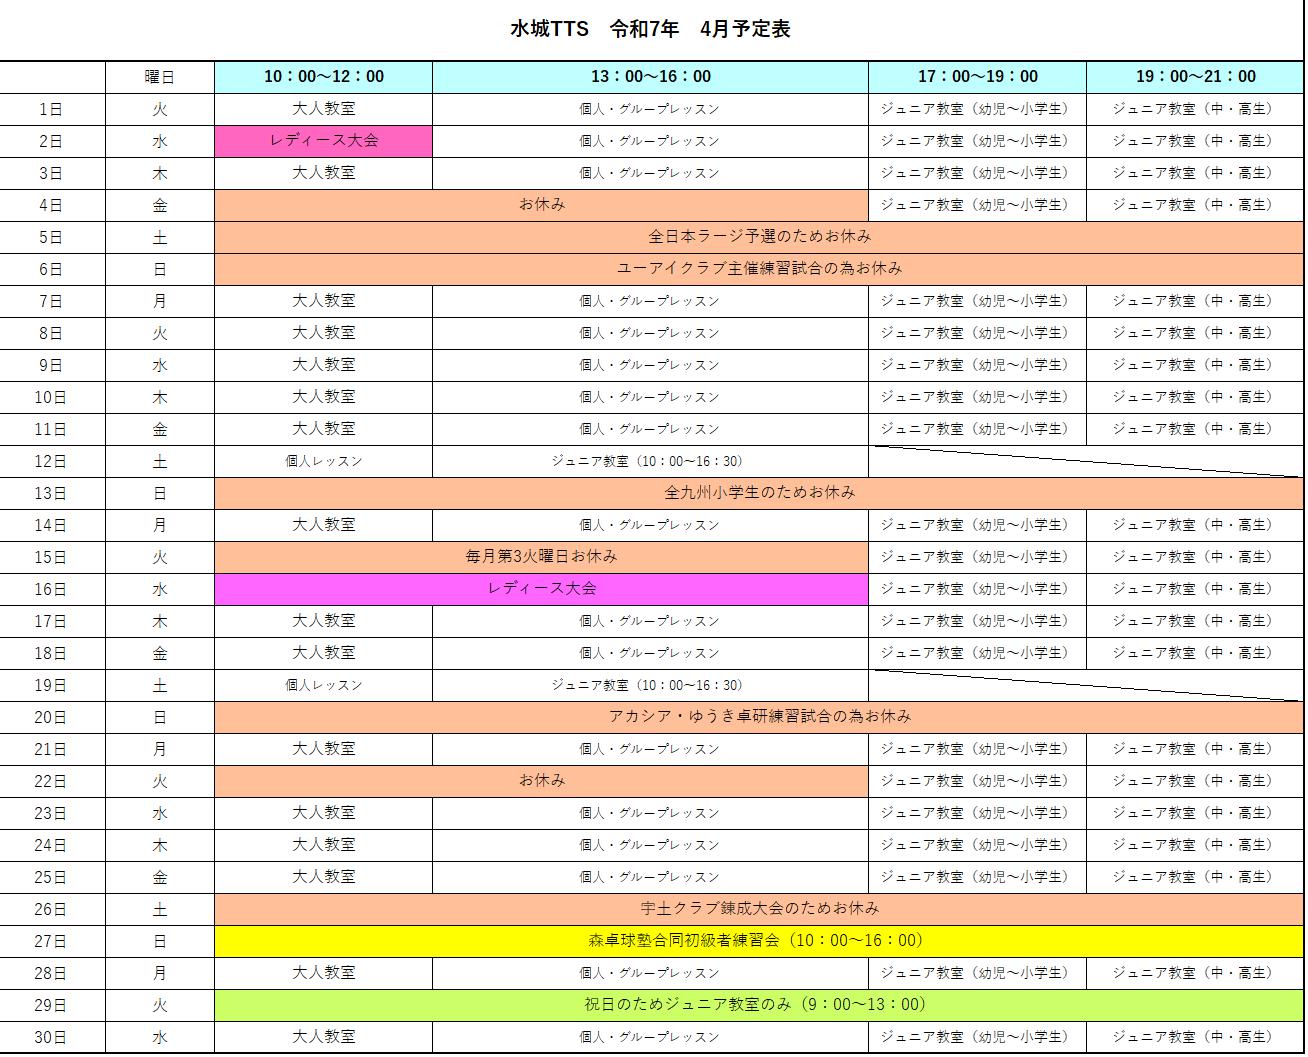 水城TTS　令和7年　4月予定表
曜日 10：00～12：00 13：00～16：00 17：00～19：00 19：00～21：00
1日 火 大人教室 個人・グループレッスン ジュニア教室（幼児～小学生） ジュニア教室（中・高生）
2日 水 レディース大会 個人・グループレッスン ジュニア教室（幼児～小学生） ジュニア教室（中・高生）
3日 木 大人教室 個人・グループレッスン ジュニア教室（幼児～小学生） ジュニア教室（中・高生）
4日 金 お休み ジュニア教室（幼児～小学生） ジュニア教室（中・高生）
5日 土 全日本ラージ予選のためお休み
6日 日 ユーアイクラブ主催練習試合の為お休み
7日 月 大人教室 個人・グループレッスン ジュニア教室（幼児～小学生） ジュニア教室（中・高生）
8日 火 大人教室 個人・グループレッスン ジュニア教室（幼児～小学生） ジュニア教室（中・高生）
9日 水 大人教室 個人・グループレッスン ジュニア教室（幼児～小学生） ジュニア教室（中・高生）
10日 木 大人教室 個人・グループレッスン ジュニア教室（幼児～小学生） ジュニア教室（中・高生）
11日 金 大人教室 個人・グループレッスン ジュニア教室（幼児～小学生） ジュニア教室（中・高生）
12日 土 個人レッスン ジュニア教室（10：00～16：30）
13日 日 全九州小学生のためお休み
14日 月 大人教室 個人・グループレッスン ジュニア教室（幼児～小学生） ジュニア教室（中・高生）
15日 火 毎月第3火曜日お休み ジュニア教室（幼児～小学生） ジュニア教室（中・高生）
16日 水 レディース大会 ジュニア教室（幼児～小学生） ジュニア教室（中・高生）
17日 木 大人教室 個人・グループレッスン ジュニア教室（幼児～小学生） ジュニア教室（中・高生）
18日 金 大人教室 個人・グループレッスン ジュニア教室（幼児～小学生） ジュニア教室（中・高生）
19日 土 個人レッスン ジュニア教室（10：00～16：30）
20日 日 アカシア・ゆうき卓研練習試合の為お休み
21日 月 大人教室 個人・グループレッスン ジュニア教室（幼児～小学生） ジュニア教室（中・高生）
22日 火 お休み ジュニア教室（幼児～小学生） ジュニア教室（中・高生）
23日 水 大人教室 個人・グループレッスン ジュニア教室（幼児～小学生） ジュニア教室（中・高生）
24日 木 大人教室 個人・グループレッスン ジュニア教室（幼児～小学生） ジュニア教室（中・高生）
25日 金 大人教室 個人・グループレッスン ジュニア教室（幼児～小学生） ジュニア教室（中・高生）
26日 土 宇土クラブ錬成大会のためお休み
27日 日 森卓球塾合同初級者練習会（10：00～16：00）
28日 月 大人教室 個人・グループレッスン ジュニア教室（幼児～小学生） ジュニア教室（中・高生）
29日 火 祝日のためジュニア教室のみ（9：00～13：00）
30日 水 大人教室 個人・グループレッスン ジュニア教室（幼児～小学生） ジュニア教室（中・高生）